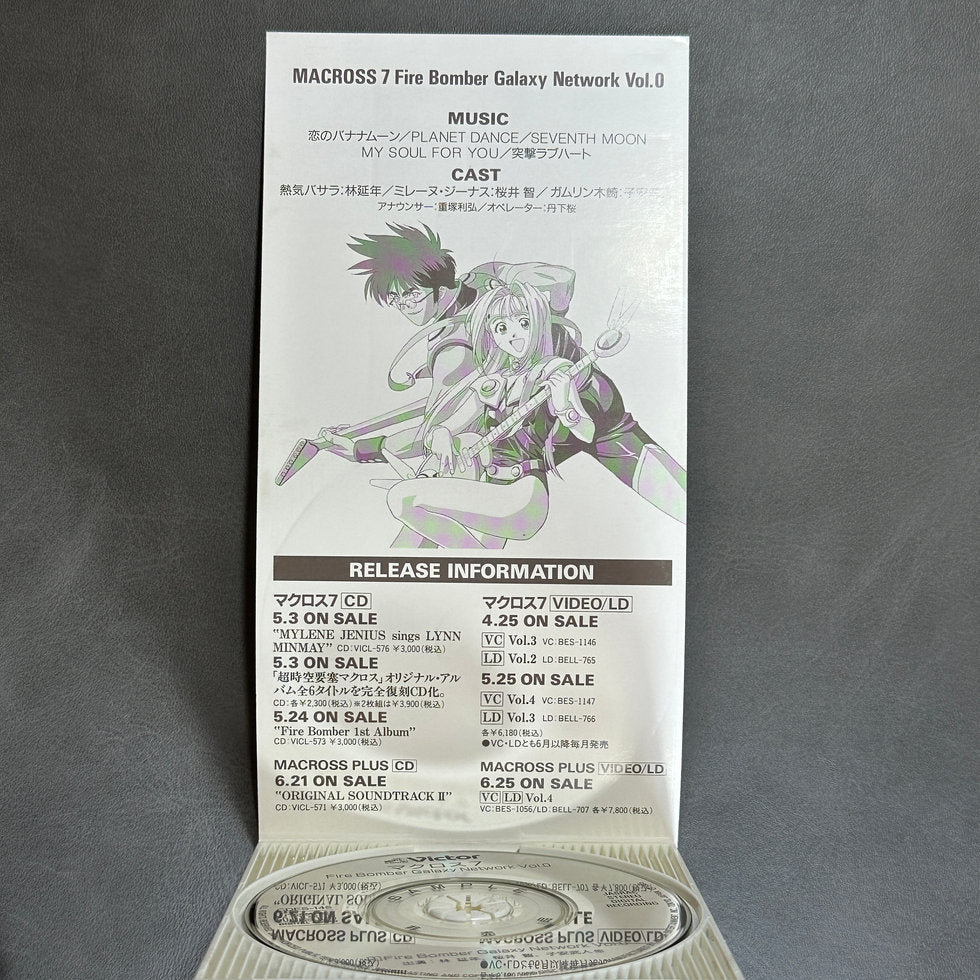 MACROSS 7 Fire Bomber Galaxy Network Vol.0
MUSIC
恋のバナナムーン／PLANET DANCE／SEVENTH MOON
MY SOUL FOR YOU／突撃ラブハート
CAST
熱気バサラ：林延年／ミレーヌ・ジーナス：桜井 智／ガムリン木崎：子安
アナウンサー：重塚利弘／オペレーター：丹下桜
RELEASE INFORMATION
マクロス7 CD
5.3 ON SALE
“MYLENE JENIUS sings LYNN
MINMAY” CD：VICL-576 ￥3,000（税込）
5.3 ON SALE
「超時空要塞マクロス」オリジナル・アル
バム全6タイトルを完全復刻CD化。
CD：各￥2,300（税込）※2枚組は￥3,900（税込）
5.24 ON SALE
“Fire Bomber 1st Album”
CD：VICL-573 ￥3,000（税込）
MACROSS PLUS CD
6.21 ON SALE
“ORIGINAL SOUNDTRACK II”
CD：VICL-571 ￥3,000（税込）
マクロス7 VIDEO/LD
4.25 ON SALE
VC Vol.3 VC：BES-1146
LD Vol.2 LD：BELL-765
5.25 ON SALE
VC Vol.4 VC：BES-1147
LD Vol.3 LD：BELL-766
各￥6,180（税込）
●VC・LDとも6月以降毎月発売
MACROSS PLUS VIDEO/LD
6.25 ON SALE
VC LD Vol.4
VC：BES-1056/LD：BELL-707 各￥7,800（税込）
Victor
マクロス7
Fire Bomber Galaxy Network Vol.0
STEREO
DIGITAL
RECORDING